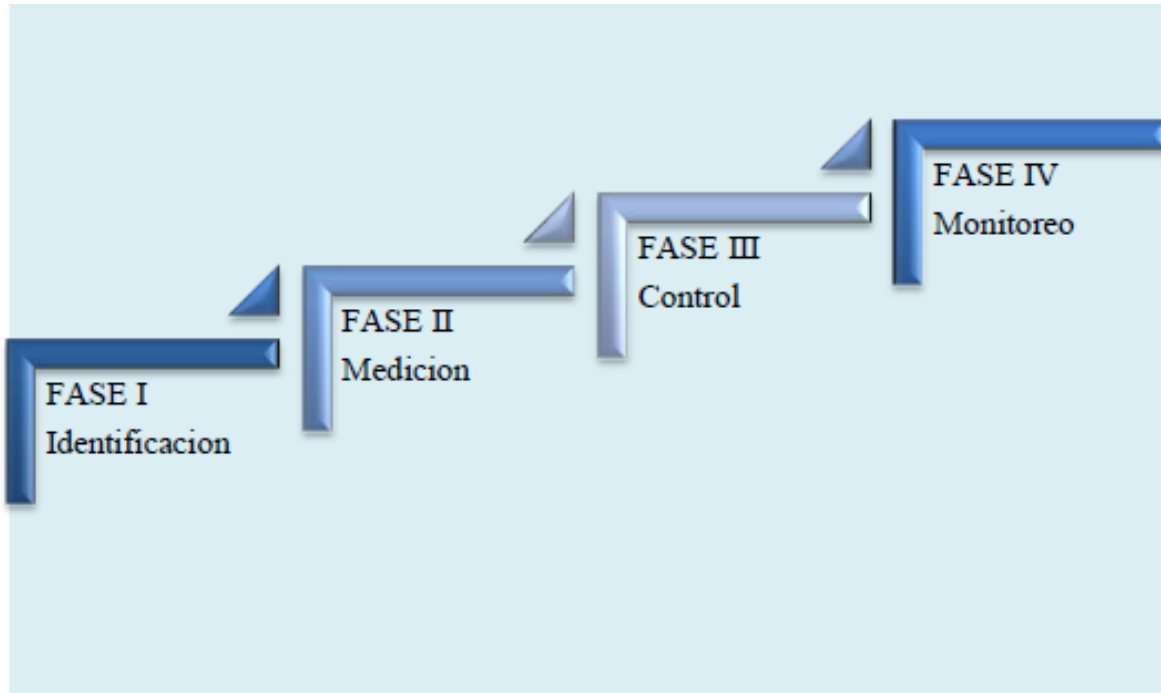 FASE I
Identificacion
FASE II
Medicion
FASE III
Control
FASE IV
Monitoreo